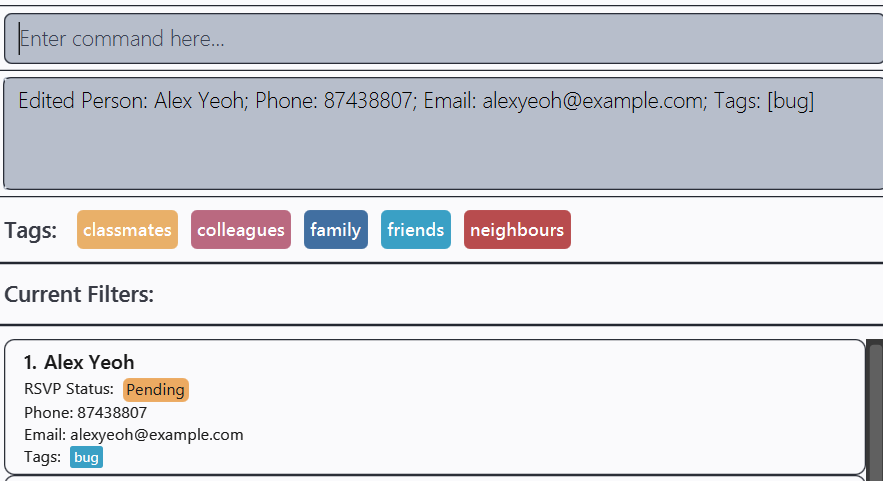 Enter command here...
Edited Person: Alex Yeoh; Phone: 87438807; Email: alexyeoh@example.com; Tags: [bug]
Tags: classmates colleagues family friends neighbours
Current Filters:
1. Alex Yeoh
RSVP Status: Pending
Phone: 87438807
Email: alexyeoh@example.com
Tags: bug